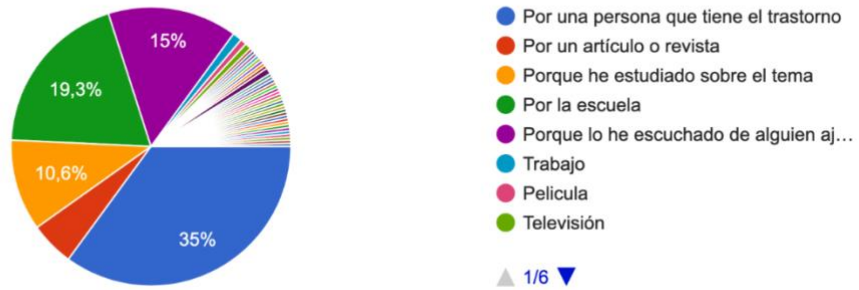 15%
19,3%
10,6%
35%
Por una persona que tiene el trastorno
Por un artículo o revista
Porque he estudiado sobre el tema
Por la escuela
Porque lo he escuchado de alguien aj…
Trabajo
Pelicula
Televisión
1/6